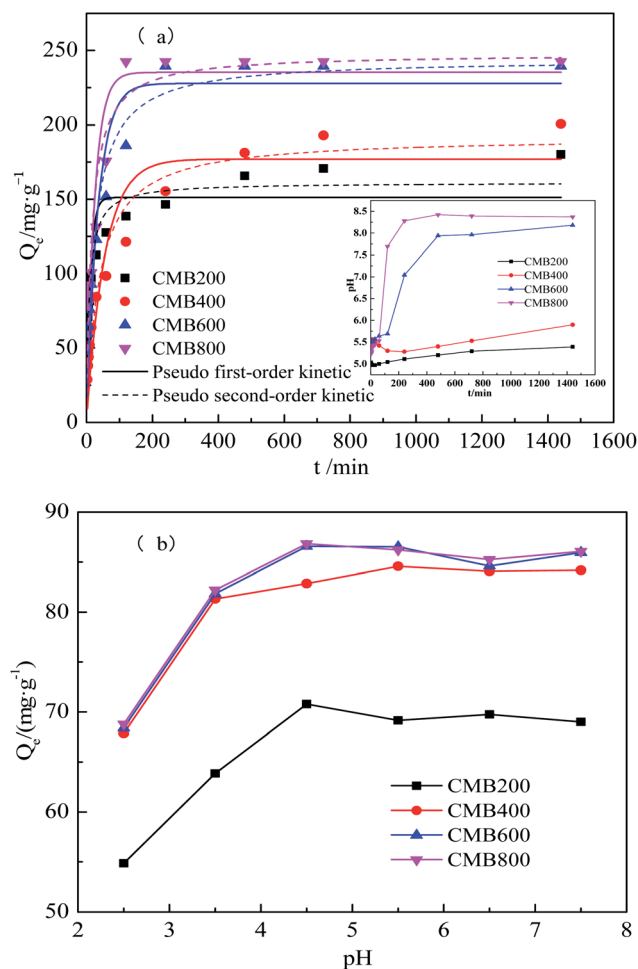 ( a)
250
200
150
100
50
0
Qe/mg·g⁻¹
CMB200
CMB400
CMB600
CMB800
Pseudo first-order kinetic
Pseudo second-order kinetic
0 200 400 600 800 1000 1200 1400 1600
t /min
8.5
8.0
7.5
7.0
6.5
6.0
5.5
5.0
pH
CMB200
CMB400
CMB600
CMB800
0 200 400 600 800 1000 1200 1400 1600
t/min
( b)
90
80
70
60
50
Qe/(mg·g⁻¹)
CMB200
CMB400
CMB600
CMB800
2 3 4 5 6 7 8
pH